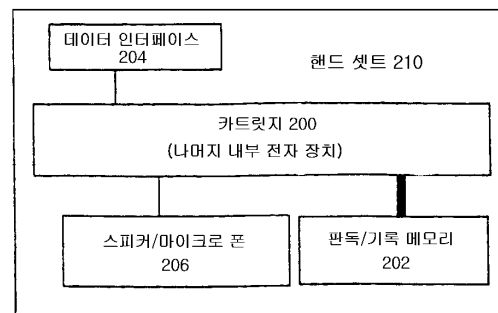 데이터 인터페이스
204
핸드 셋트 210
카트릿지 200
(나머지 내부 전자 장치)
스피커/마이크로 폰
206
판독/기록 메모리
202